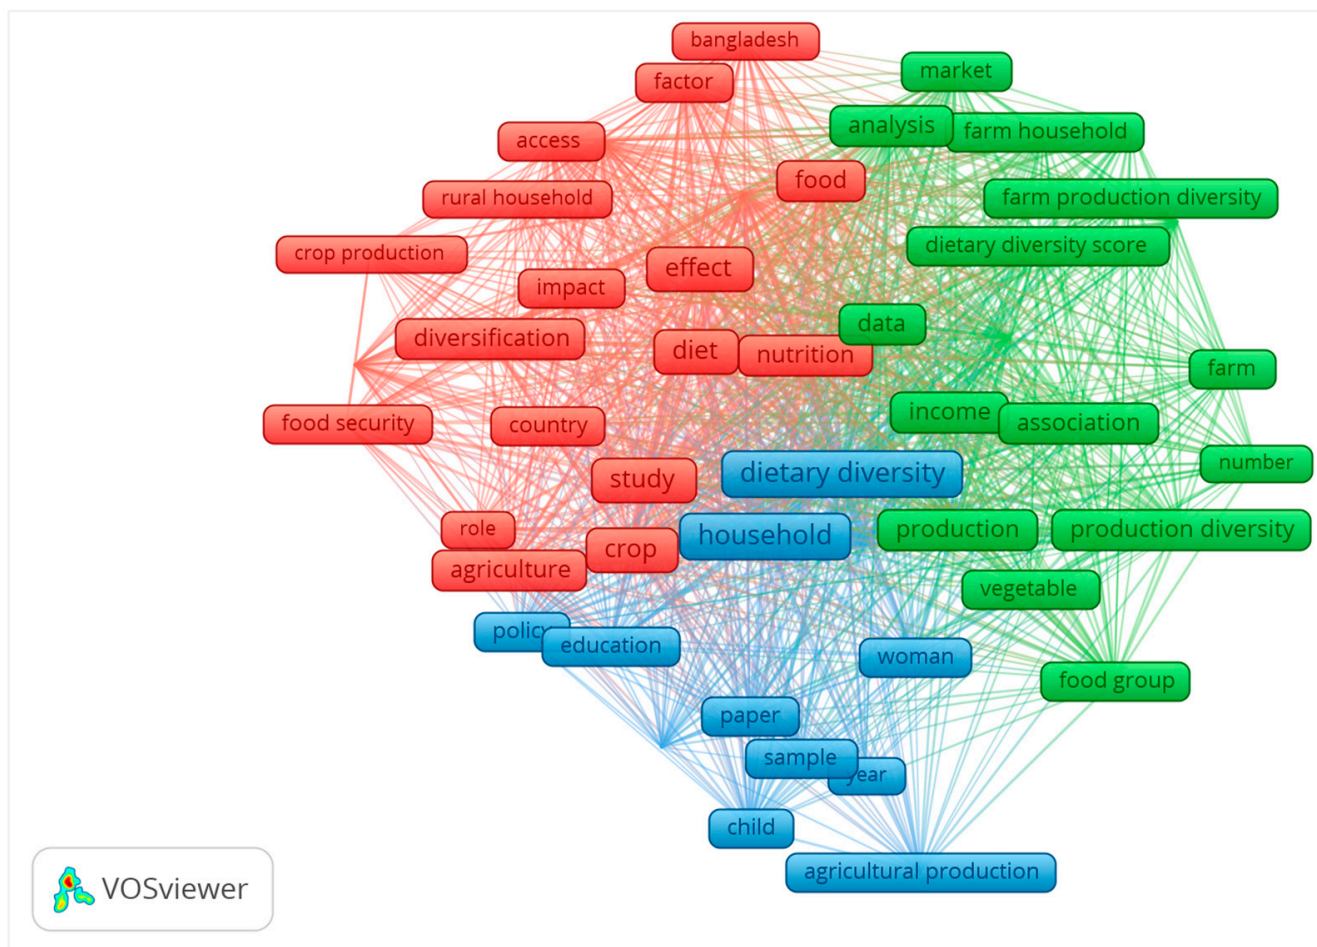 bangladesh
market
factor
analysis
farm household
access
food
rural household
farm production diversity
dietary diversity score
crop production
effect
impact
data
diversification
diet
nutrition
farm
income
association
food security
country
number
dietary diversity
study
role
household
production
production diversity
crop
agriculture
vegetable
policy
education
woman
food group
paper
sample
year
child
agricultural production
VOSviewer